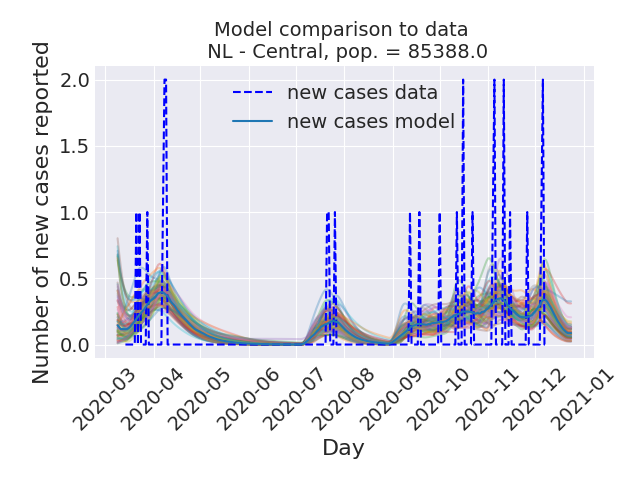 Model comparison to data
NL - Central, pop. = 85388.0
new cases data
new cases model
Number of new cases reported
2.0
1.5
1.0
0.5
0.0
2020-03
2020-04
2020-05
2020-06
2020-07
2020-08
2020-09
2020-10
2020-11
2020-12
2021-01
Day